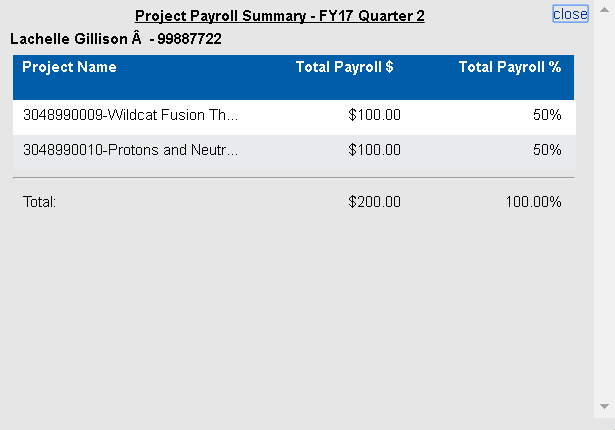 Project Payroll Summary - FY17 Quarter 2
close
Lachelle Gillison Â - 99887722
Project Name Total Payroll $ Total Payroll %
3048990009-Wildcat Fusion Th... $100.00 50%
3048990010-Protons and Neutr... $100.00 50%
Total: $200.00 100.00%